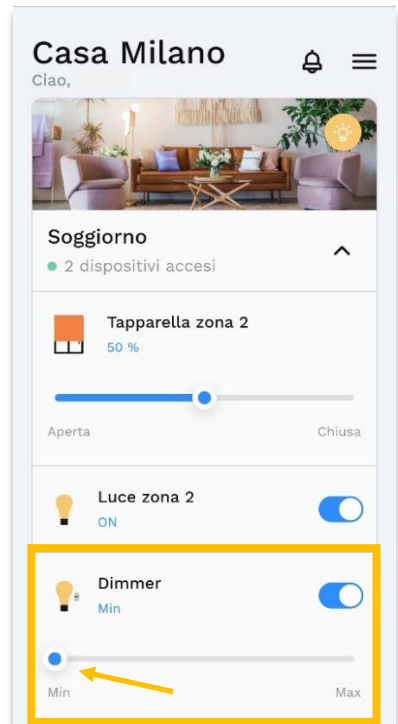 Casa Milano
Ciao,
Soggiorno
2 dispositivi accesi
Tapparella zona 2
50 %
Aperta Chiusa
Luce zona 2
ON
Dimmer
Min
Min Max